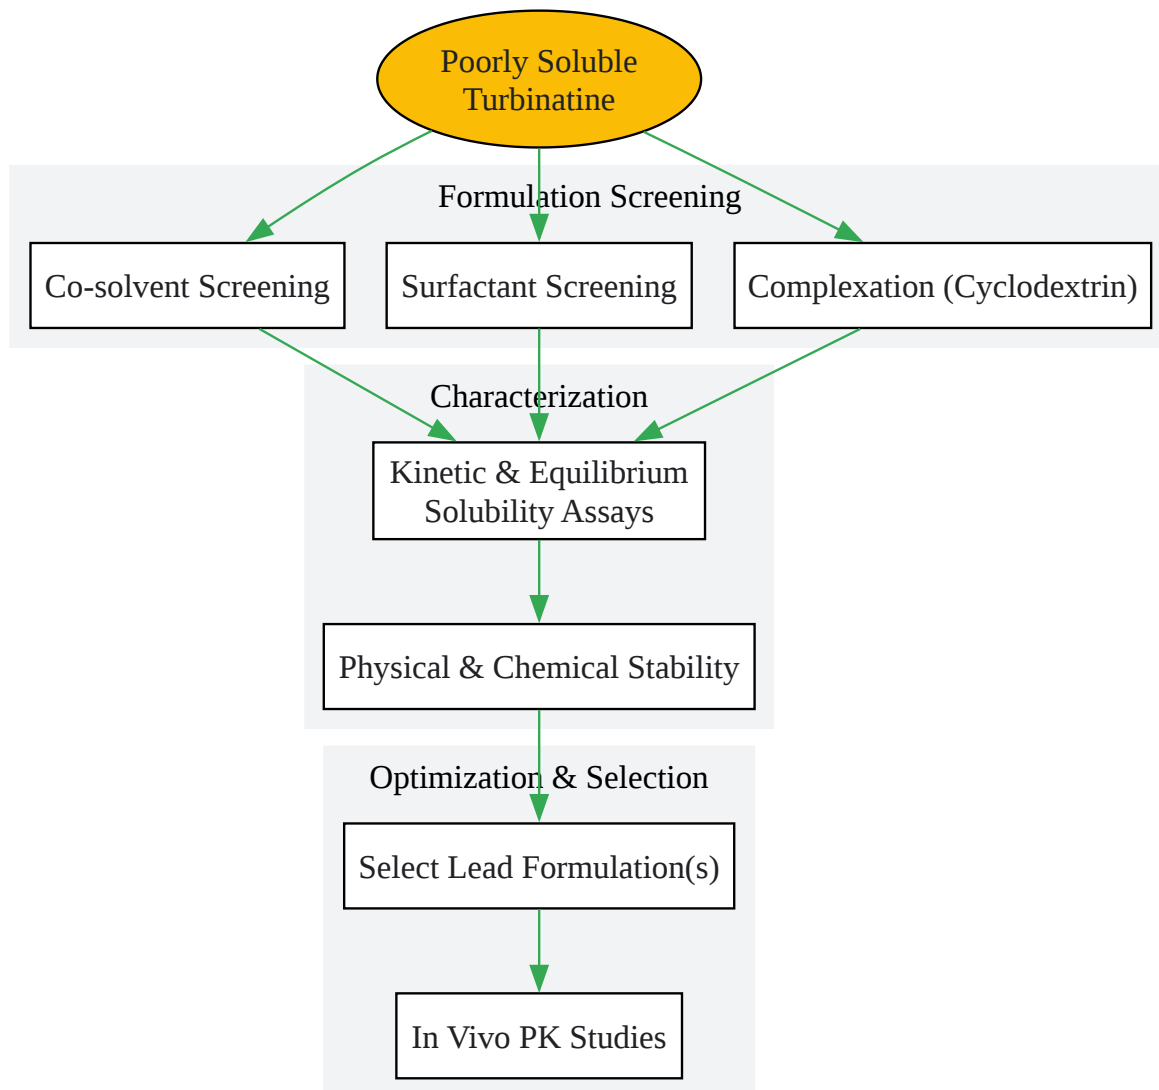 Poorly Soluble
Turbinatine
Formulation Screening
Co-solvent Screening
Surfactant Screening
Complexation (Cyclodextrin)
Characterization
Kinetic & Equilibrium
Solubility Assays
Physical & Chemical Stability
Optimization & Selection
Select Lead Formulation(s)
In Vivo PK Studies